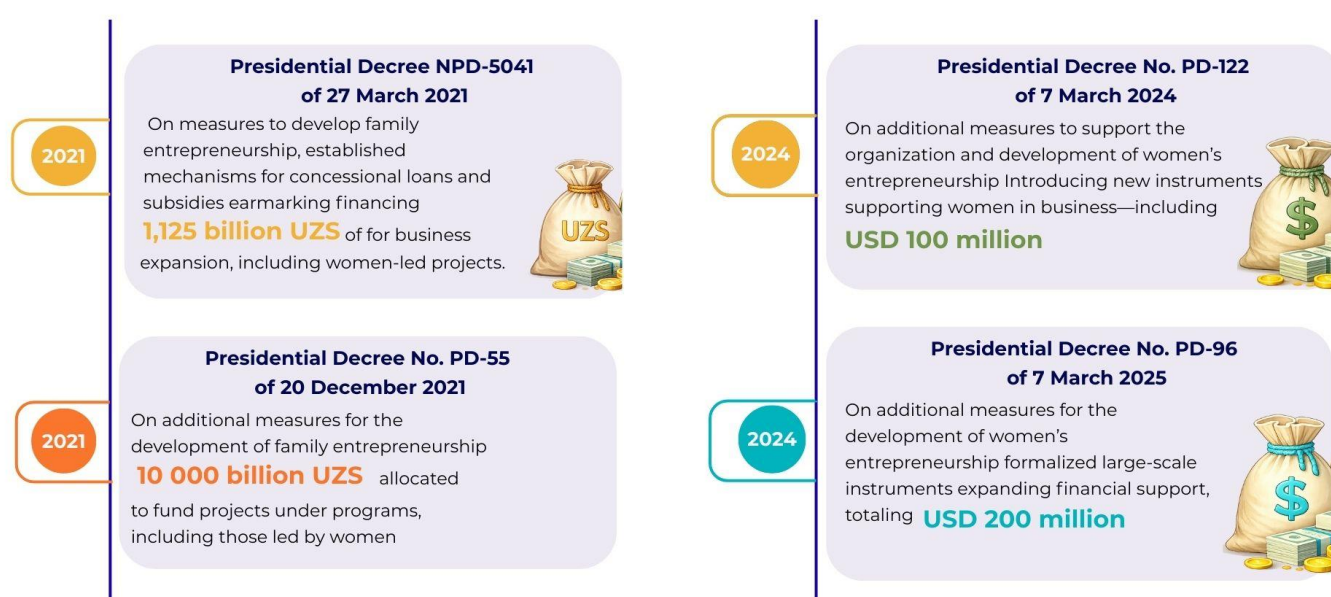 Presidential Decree NPD-5041
of 27 March 2021
2021
On measures to develop family
entrepreneurship, established
mechanisms for concessional loans and
subsidies earmarking financing
1,125 billion UZS of for business
expansion, including women-led projects.
UZS
Presidential Decree No. PD-55
of 20 December 2021
2021
On additional measures for the
development of family entrepreneurship
10 000 billion UZS allocated
to fund projects under programs,
including those led by women
Presidential Decree No. PD-122
of 7 March 2024
2024
On additional measures to support the
organization and development of women’s
entrepreneurship Introducing new instruments
supporting women in business—including
USD 100 million
$
Presidential Decree No. PD-96
of 7 March 2025
2024
On additional measures for the
development of women’s
entrepreneurship formalized large-scale
instruments expanding financial support,
totaling USD 200 million
$